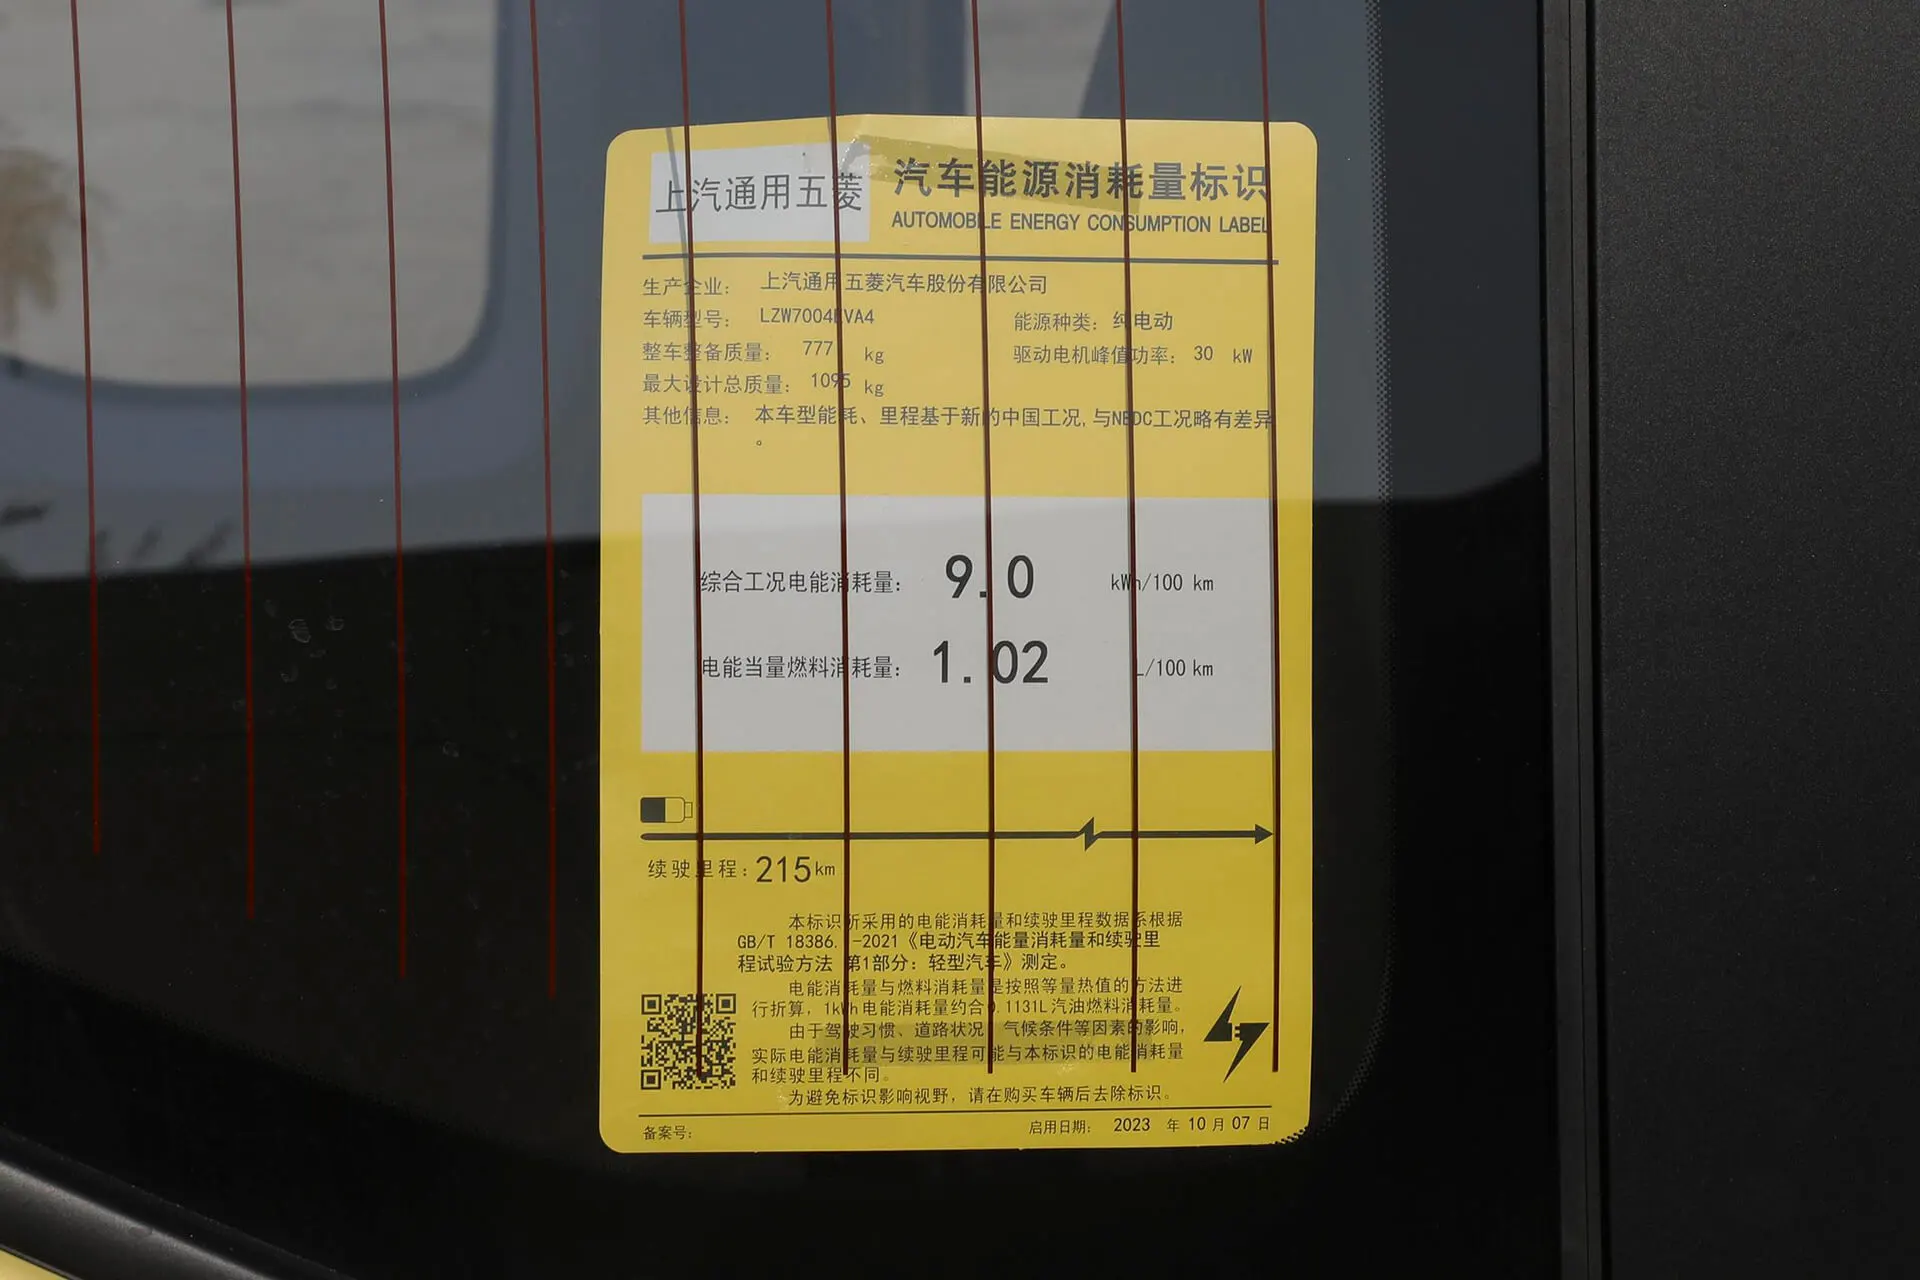 上汽通用五菱
汽车能源消耗量标识
AUTOMOBILE ENERGY CONSUMPTION LABEL
生产企业： 上汽通用五菱汽车股份有限公司
车辆型号： LZW7004EVA4 能源种类：纯电动
整车整备质量： 777 kg 驱动电机峰值功率： 30 kW
最大设计总质量： 1095 kg
其他信息： 本车型能耗、里程基于新的中国工况,与NEDC工况略有差异
。
综合工况电能消耗量： 9.0 kWh/100 km
电能当量燃料消耗量： 1.02 L/100 km
续驶里程：215km
本标识所采用的电能消耗量和续驶里程数据系根据
GB/T 18386.1-2021《电动汽车能量消耗量和续驶里
程试验方法 第1部分：轻型汽车》测定。
电能消耗量与燃料消耗量是按照等量热值的方法进
行折算，1kWh电能消耗量约合0.1131L汽油燃料消耗量。
由于驾驶习惯、道路状况、气候条件等因素的影响，
实际电能消耗量与续驶里程可能与本标识的电能消耗量
和续驶里程不同。
为避免标识影响视野，请在购买车辆后去除标识。
备案号： 启用日期： 2023 年 10 月 07 日